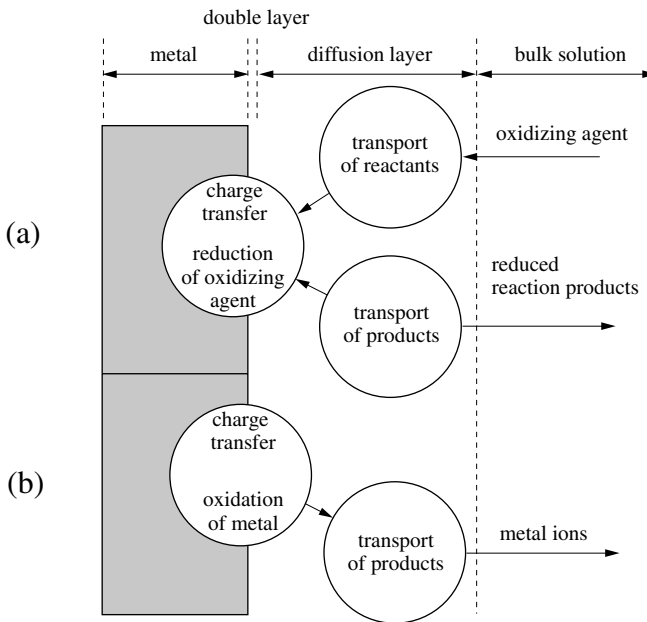 double layer
metal
diffusion layer
bulk solution
transport
of reactants
oxidizing agent
(a)
charge
transfer
reduction
of oxidizing
agent
transport
of products
reduced
reaction products
(b)
charge
transfer
oxidation
of metal
transport
of products
metal ions